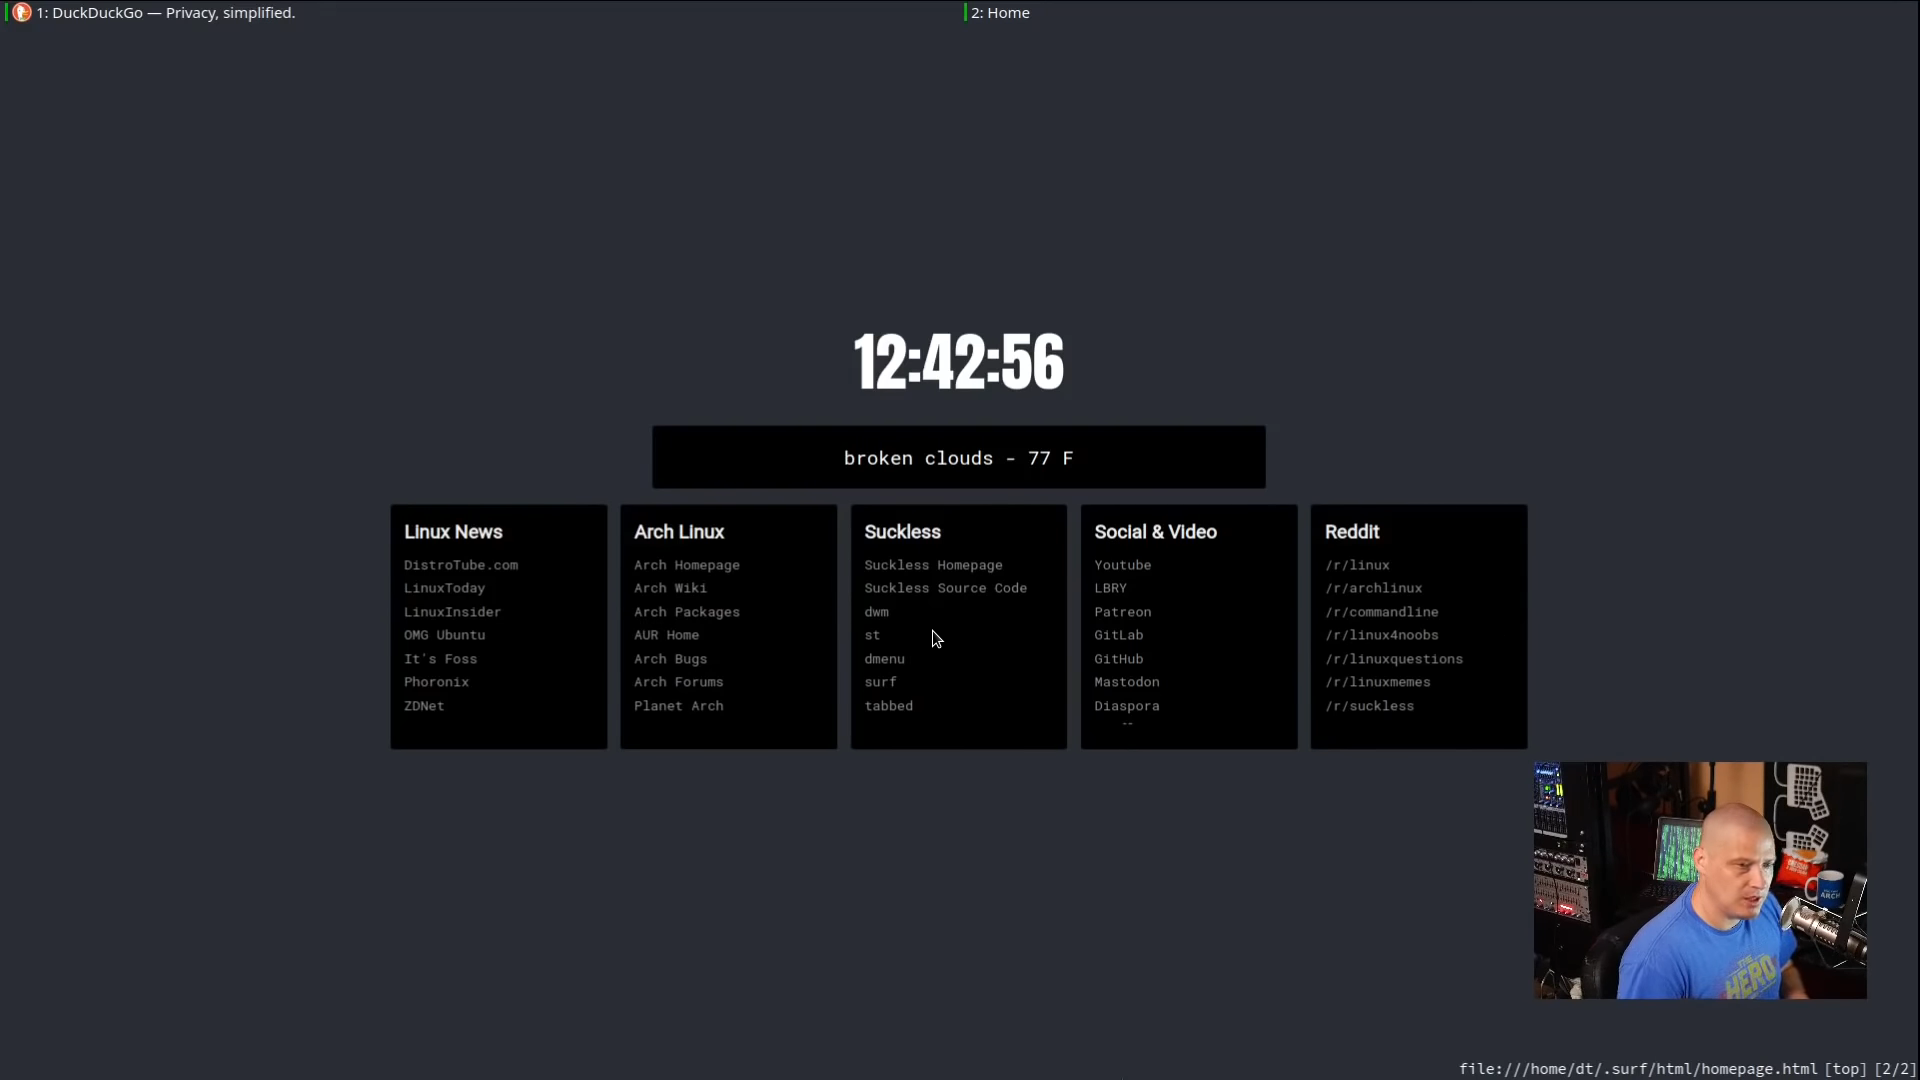 1: DuckDuckGo — Privacy, simplified.
2: Home
12:42:56
broken clouds - 77 F
Linux News
DistroTube.com
LinuxToday
LinuxInsider
OMG Ubuntu
It's Foss
Phoronix
ZDNet
Arch Linux
Arch Homepage
Arch Wiki
Arch Packages
AUR Home
Arch Bugs
Arch Forums
Planet Arch
Suckless
Suckless Homepage
Suckless Source Code
dwm
st
dmenu
surf
tabbed
Social & Video
Youtube
LBRY
Patreon
GitLab
GitHub
Mastodon
Diaspora
Reddit
/r/linux
/r/archlinux
/r/commandline
/r/linux4noobs
/r/linuxquestions
/r/linuxmemes
/r/suckless
ARCH
THE
HERO
file:///home/dt/.surf/html/homepage.html [top] [2/2]